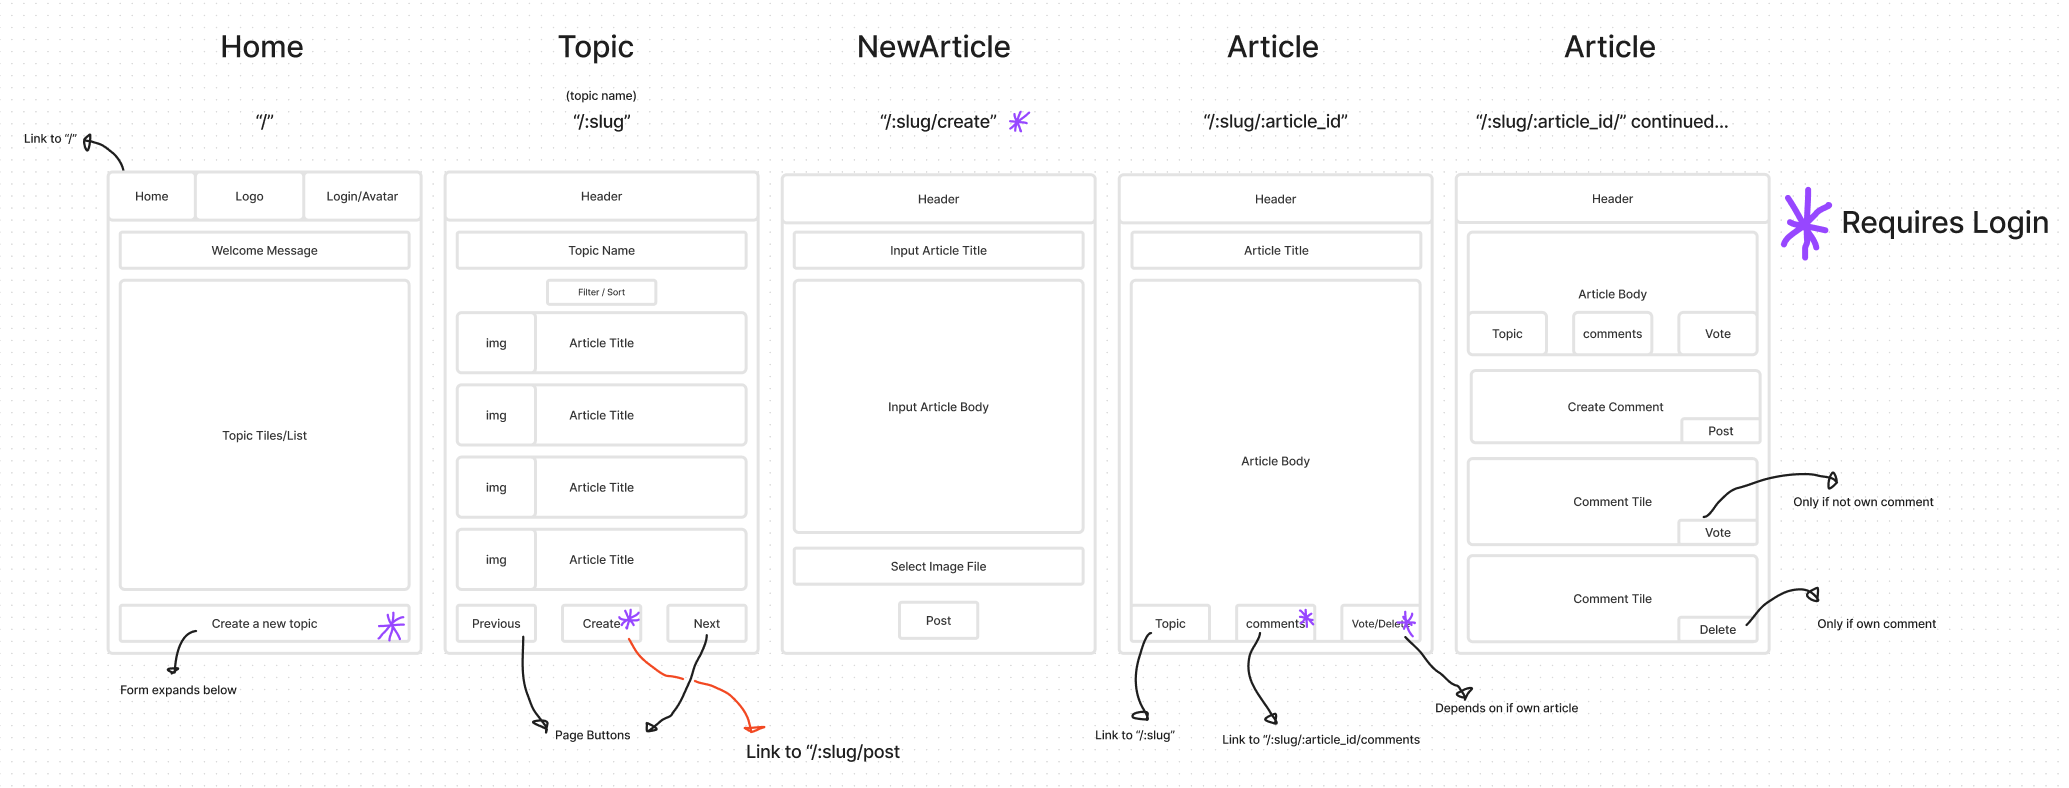 Home
Topic
NewArticle
Article
Article
(topic name)
“/”
“/:slug”
“/:slug/create”
“/:slug/:article_id”
“/:slug/:article_id/” continued...
Link to “/”
Home
Logo
Login/Avatar
Welcome Message
Topic Tiles/List
Create a new topic
Form expands below
Header
Topic Name
Filter / Sort
img
Article Title
img
Article Title
img
Article Title
img
Article Title
Previous
Create
Next
Page Buttons
Link to “/:slug/post
Header
Input Article Title
Input Article Body
Select Image File
Post
Header
Article Title
Article Body
Topic
comments
Vote/Delete
Link to “/:slug”
Link to “/:slug/:article_id/comments
Depends on if own article
Header
Article Body
Topic
comments
Vote
Create Comment
Post
Comment Tile
Vote
Comment Tile
Delete
Requires Login
Only if not own comment
Only if own comment